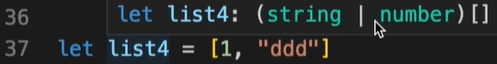 36
let list4: (string | number)[]
37 let list4 = [1, "ddd"]